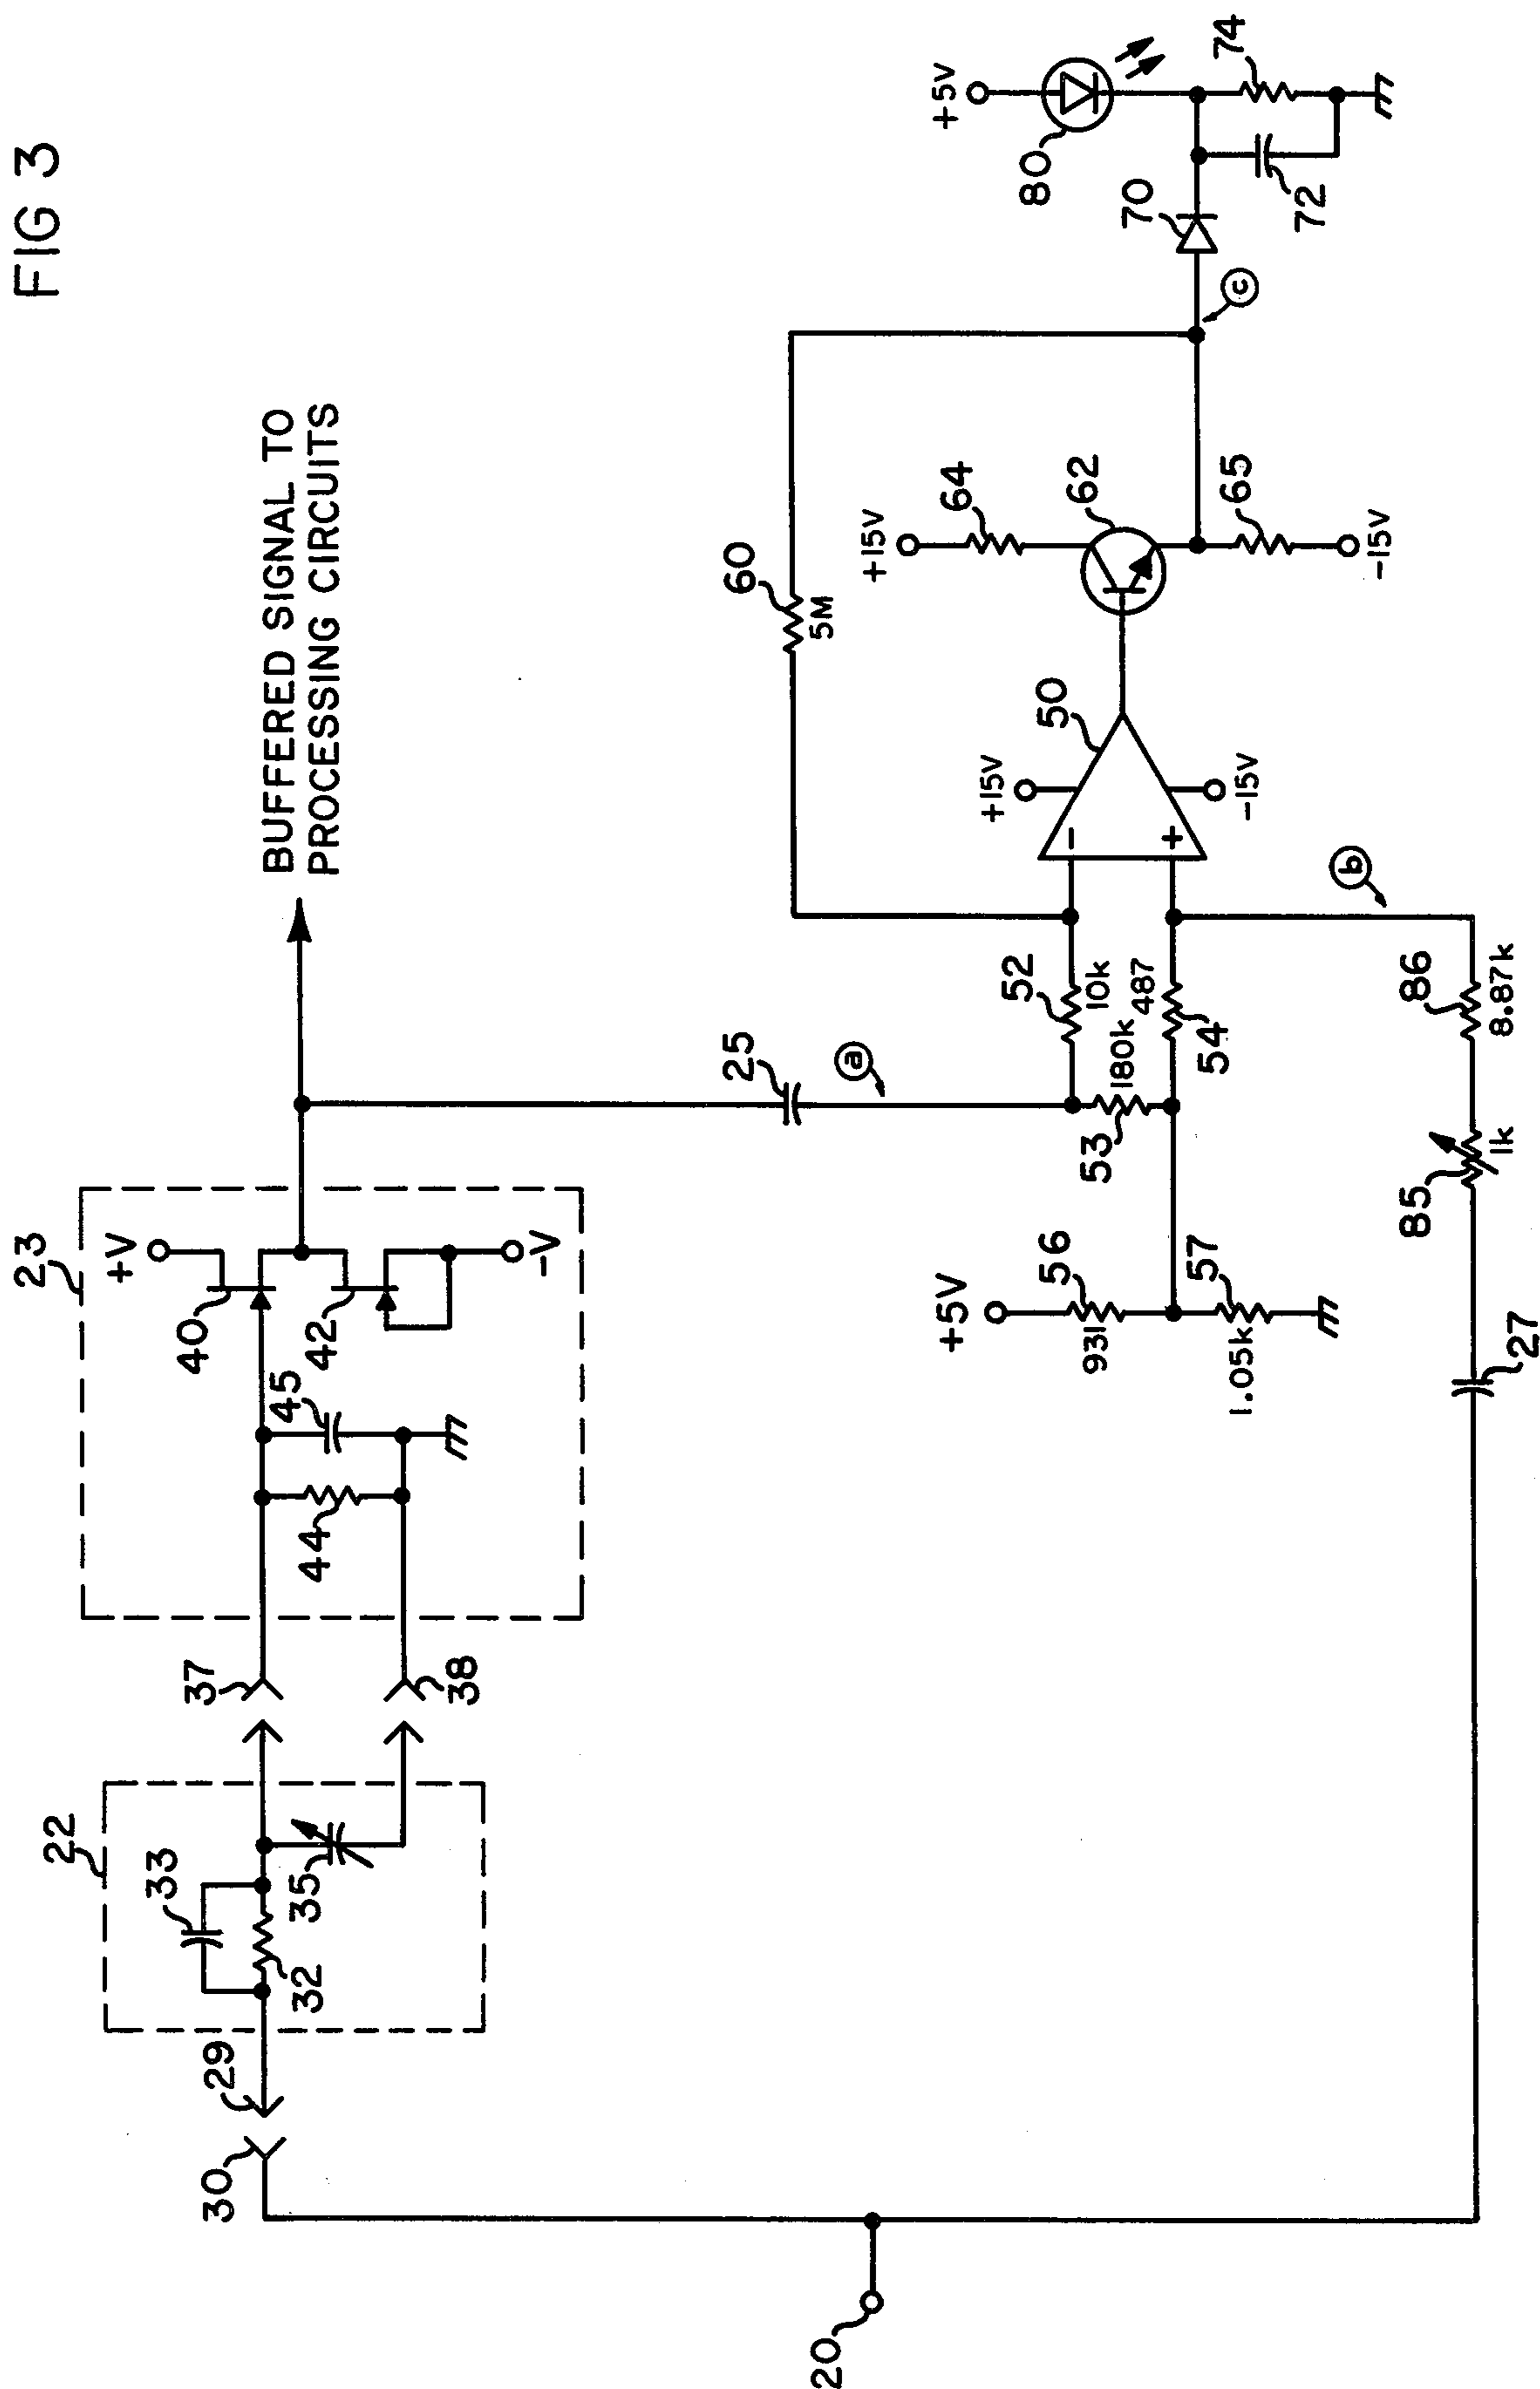 FIG 3
BUFFERED SIGNAL TO
PROCESSING CIRCUITS
23
+V
40
42
-V
45
44
37
38
22
33
35
32
29
30
20
25
a
+5V
56
931
57
1.05k
53
180k
52
10k
487
54
50
+15V
-15V
-
+
60
5M
+15V
64
62
65
-15V
c
70
+5V
80
72
74
b
86
8.87k
85
1k
27